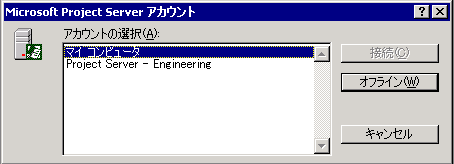 Microsoft Project Server アカウント
アカウントの選択(A):
マイ コンピュータ
Project Server - Engineering
接続(C)
オフライン(W)
キャンセル